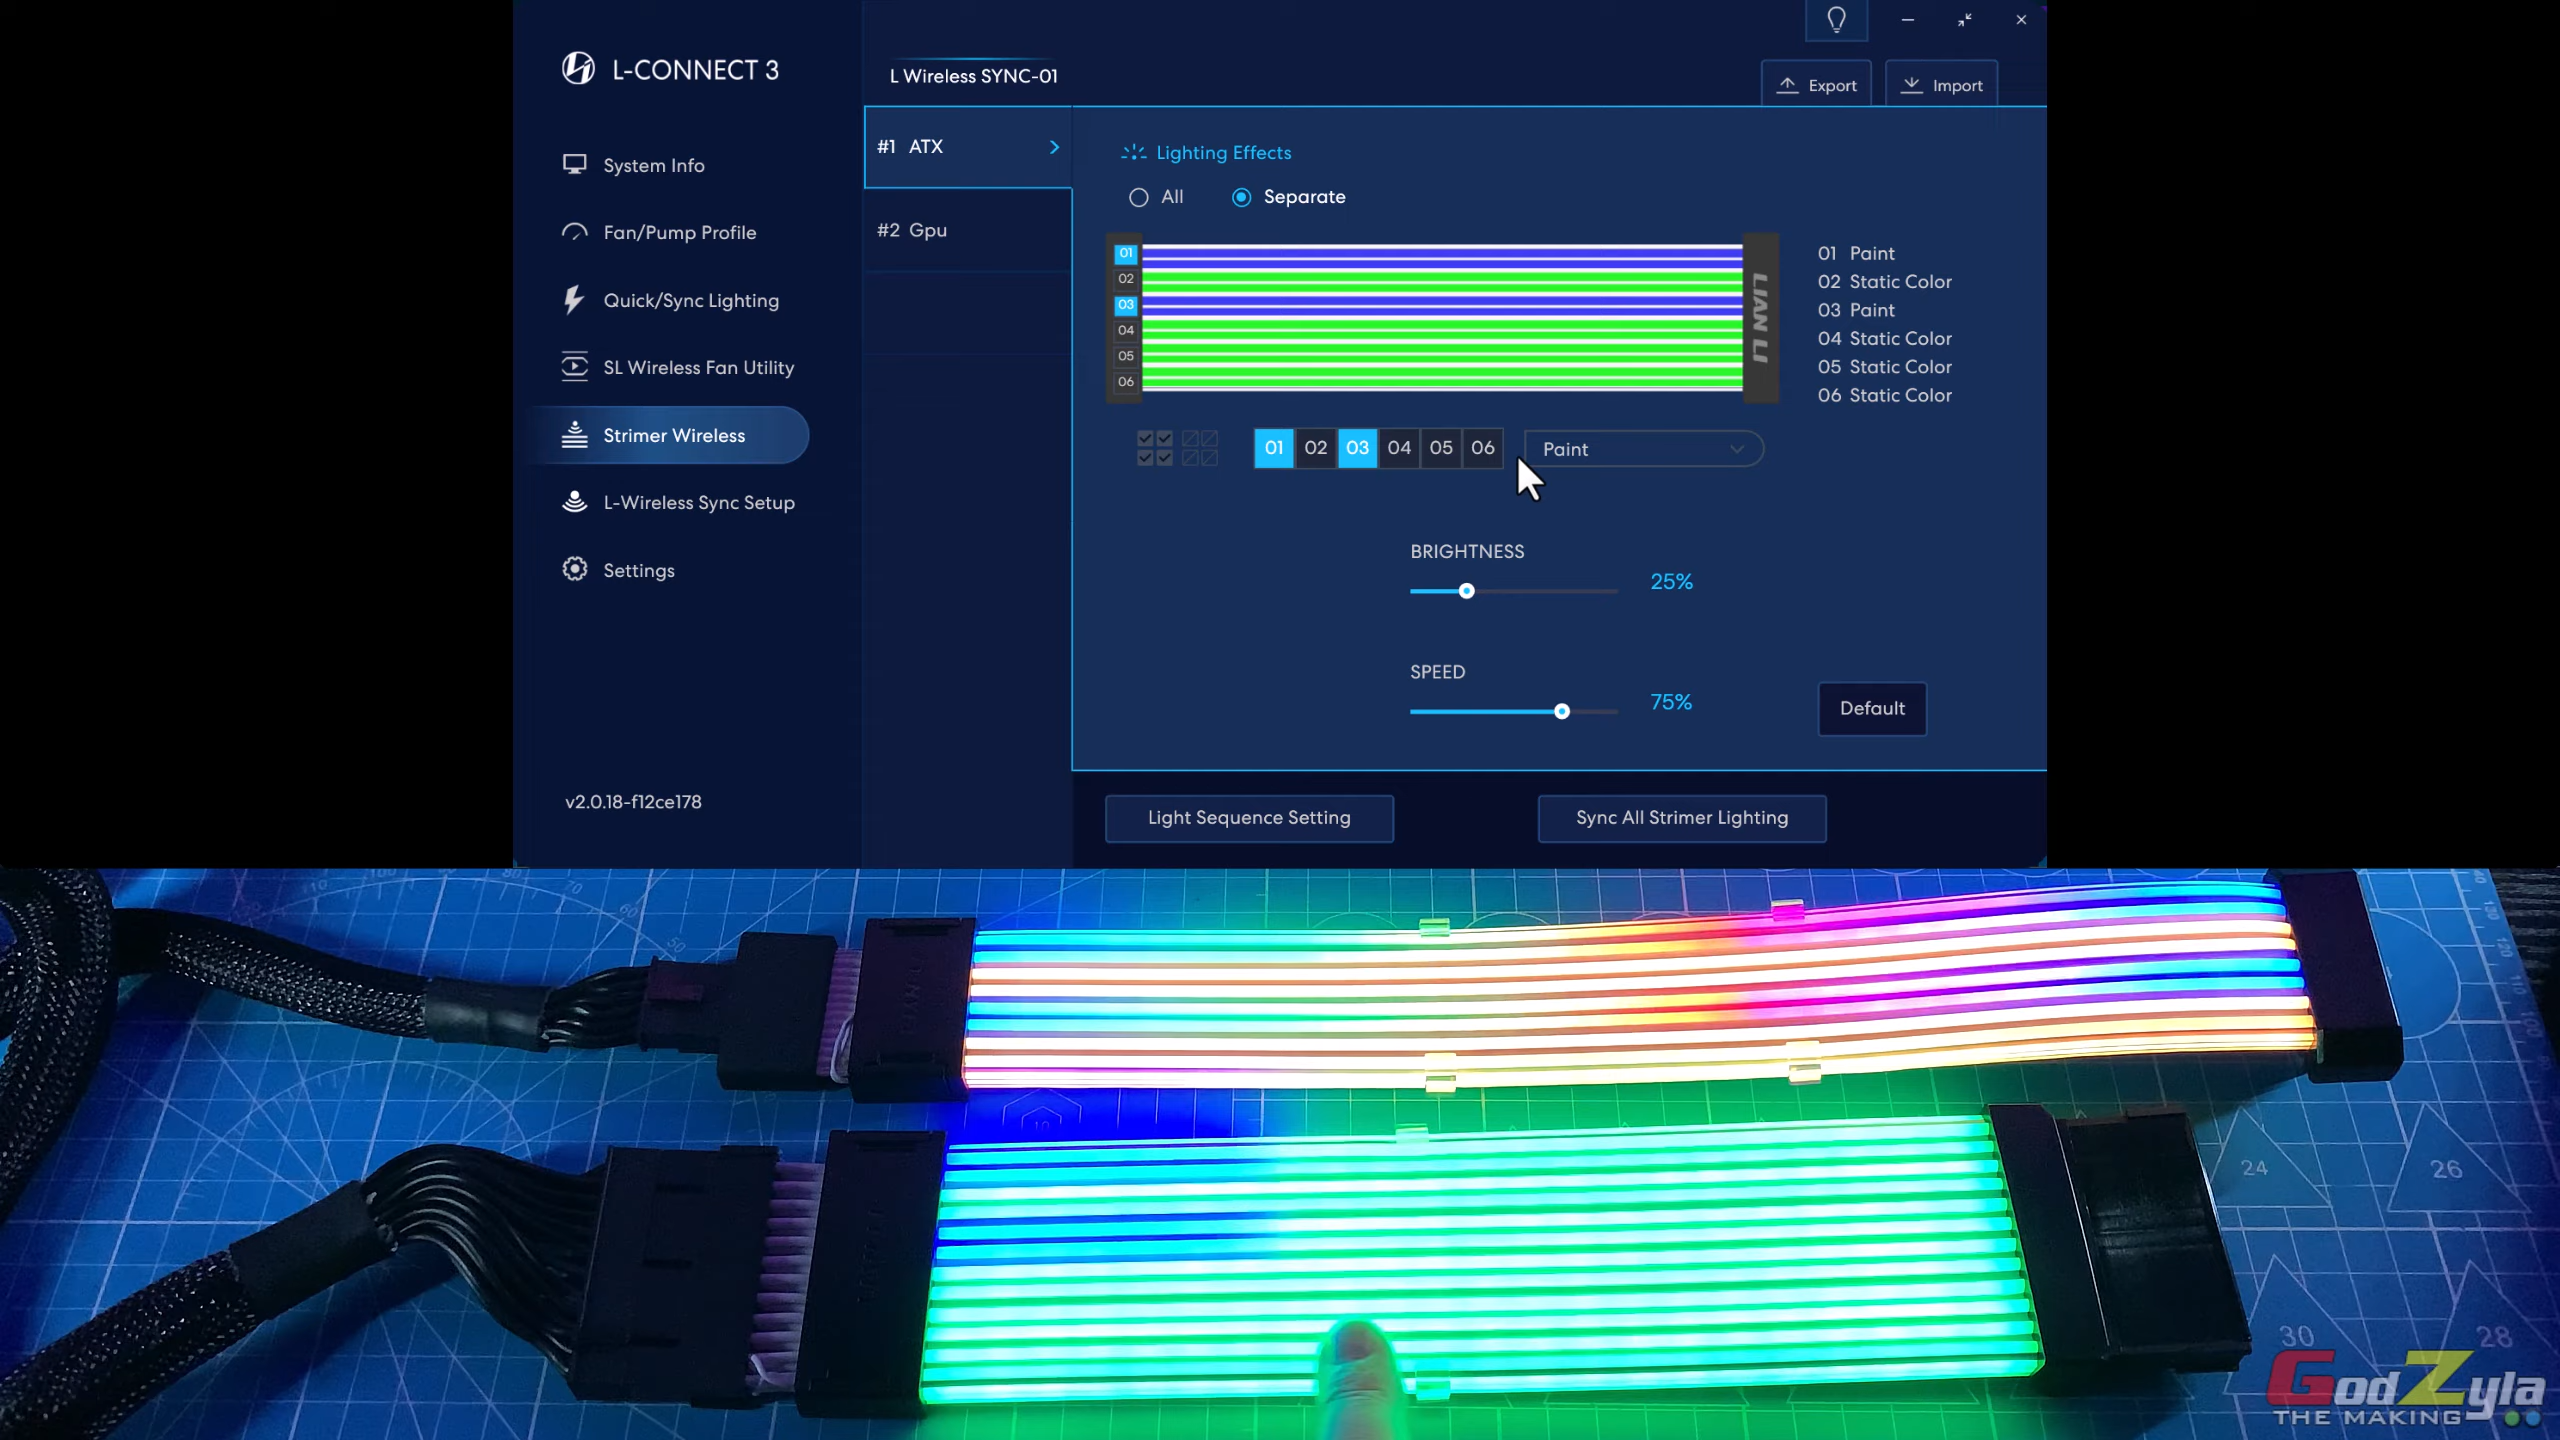 L-CONNECT 3
L Wireless SYNC-01
Export
Import
System Info
Fan/Pump Profile
Quick/Sync Lighting
SL Wireless Fan Utility
Strimer Wireless
L-Wireless Sync Setup
Settings
v2.0.18-f12ce178
#1 ATX
#2 Gpu
Lighting Effects
All
Separate
01
02
03
04
05
06
LIAN LI
01 Paint
02 Static Color
03 Paint
04 Static Color
05 Static Color
06 Static Color
01 02 03 04 05 06
Paint
BRIGHTNESS
25%
SPEED
75%
Default
Light Sequence Setting
Sync All Strimer Lighting
70
60
50
24
26
30
28
GodZyla
THE MAKING